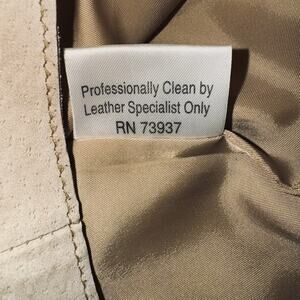 Professionally Clean by
Leather Specialist Only
RN 73937